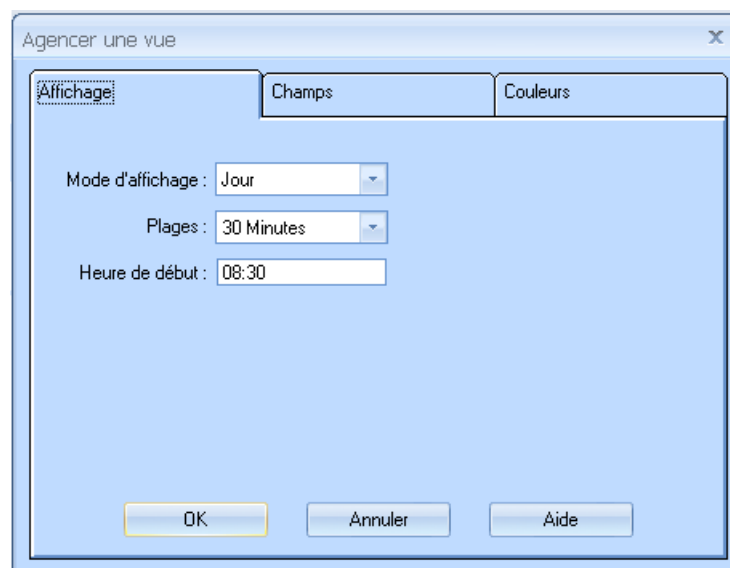 Agencer une vue
Affichage Champs Couleurs
Mode d'affichage : Jour
Plages : 30 Minutes
Heure de début : 08:30
OK Annuler Aide